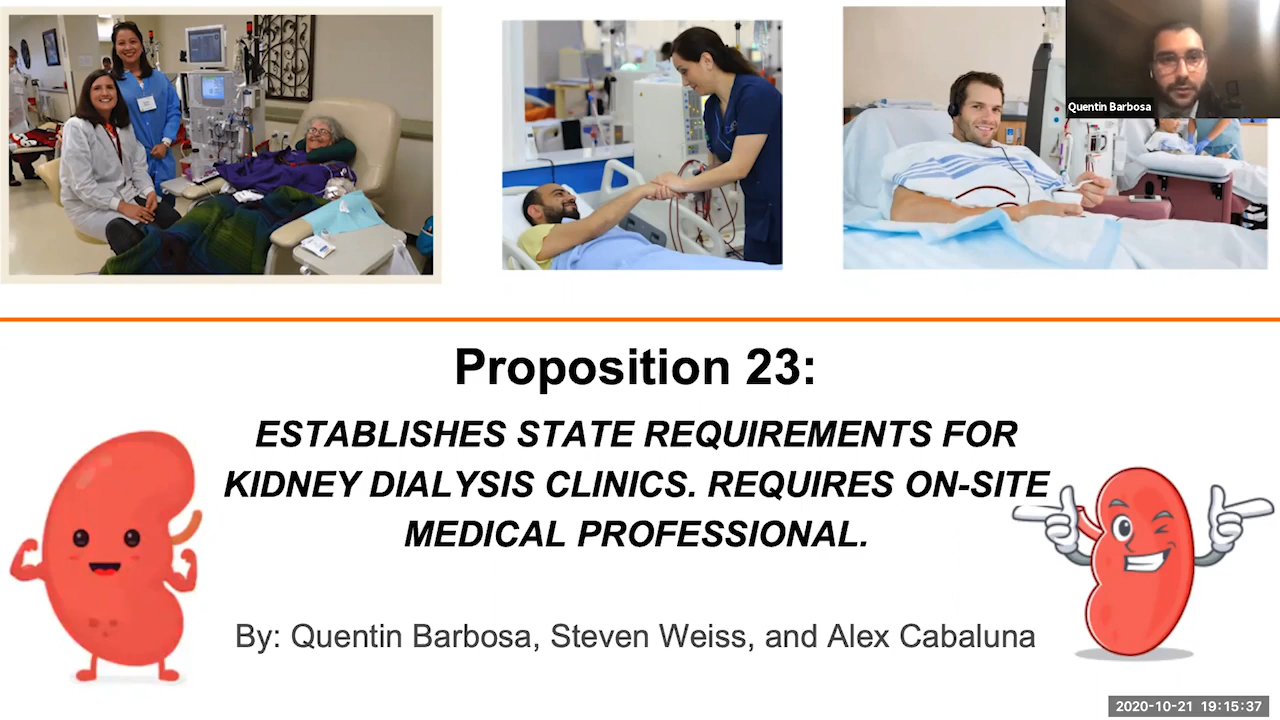 Quentin Barbosa
Proposition 23:
ESTABLISHES STATE REQUIREMENTS FOR
KIDNEY DIALYSIS CLINICS. REQUIRES ON-SITE
MEDICAL PROFESSIONAL.
By: Quentin Barbosa, Steven Weiss, and Alex Cabaluna
2020-10-21 19:15:37